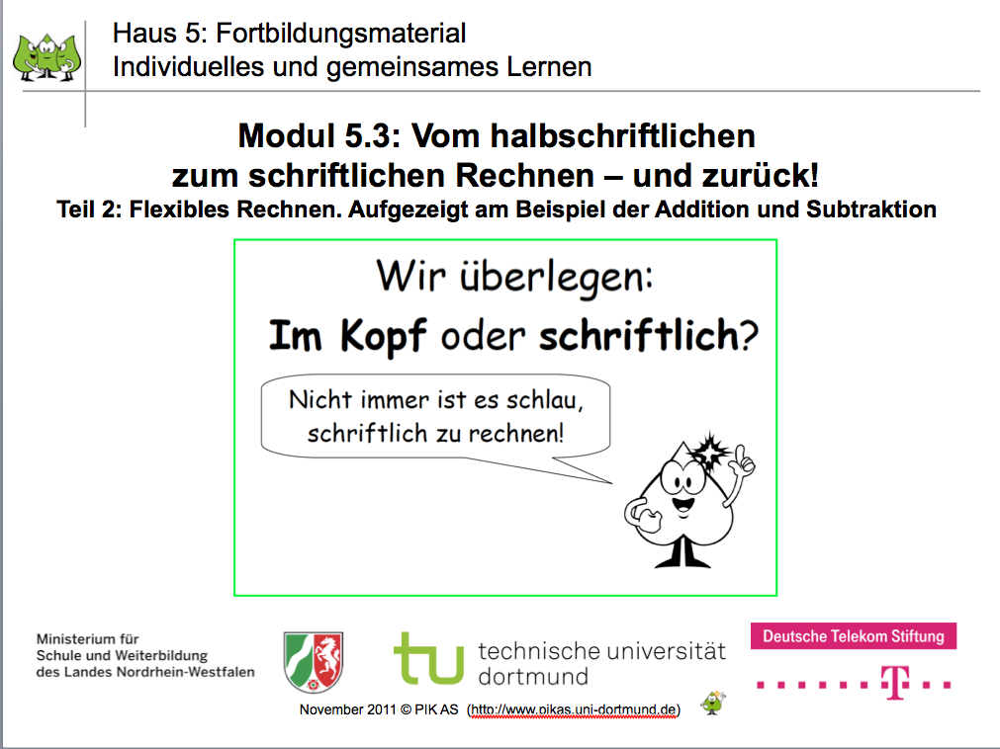 Haus 5: Fortbildungsmaterial
Individuelles und gemeinsames Lernen
Modul 5.3: Vom halbschriftlichen
zum schriftlichen Rechnen – und zurück!
Teil 2: Flexibles Rechnen. Aufgezeigt am Beispiel der Addition und Subtraktion
Wir überlegen:
Im Kopf oder schriftlich?
Nicht immer ist es schlau,
schriftlich zu rechnen!
Ministerium für
Schule und Weiterbildung
des Landes Nordrhein-Westfalen
tu technische universität
dortmund
Deutsche Telekom Stiftung
T
November 2011 © PIK AS (http://www.pikas.uni-dortmund.de)